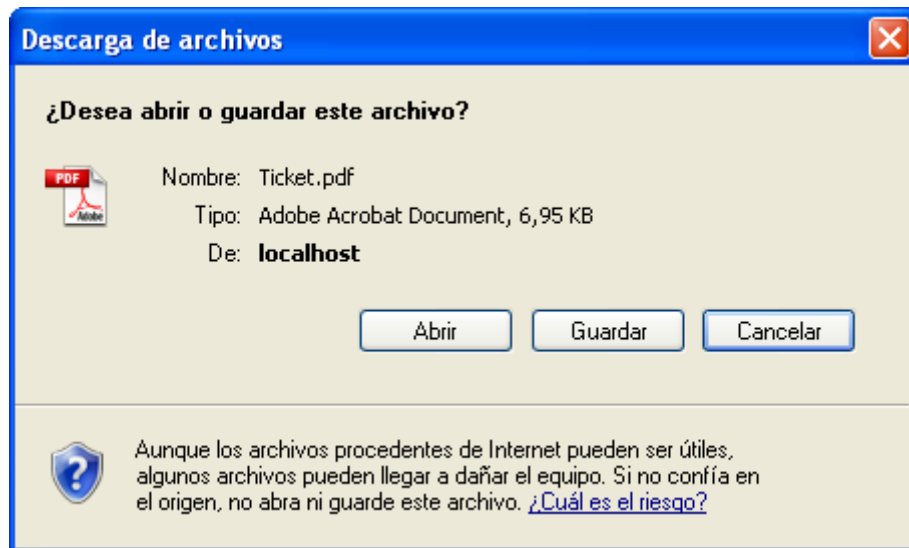 Descarga de archivos
¿Desea abrir o guardar este archivo?
PDF
Adobe
Nombre: Ticket.pdf
Tipo: Adobe Acrobat Document, 6,95 KB
De: localhost
Abrir
Guardar
Cancelar
Aunque los archivos procedentes de Internet pueden ser útiles,
algunos archivos pueden llegar a dañar el equipo. Si no confía en
el origen, no abra ni guarde este archivo. ¿Cuál es el riesgo?